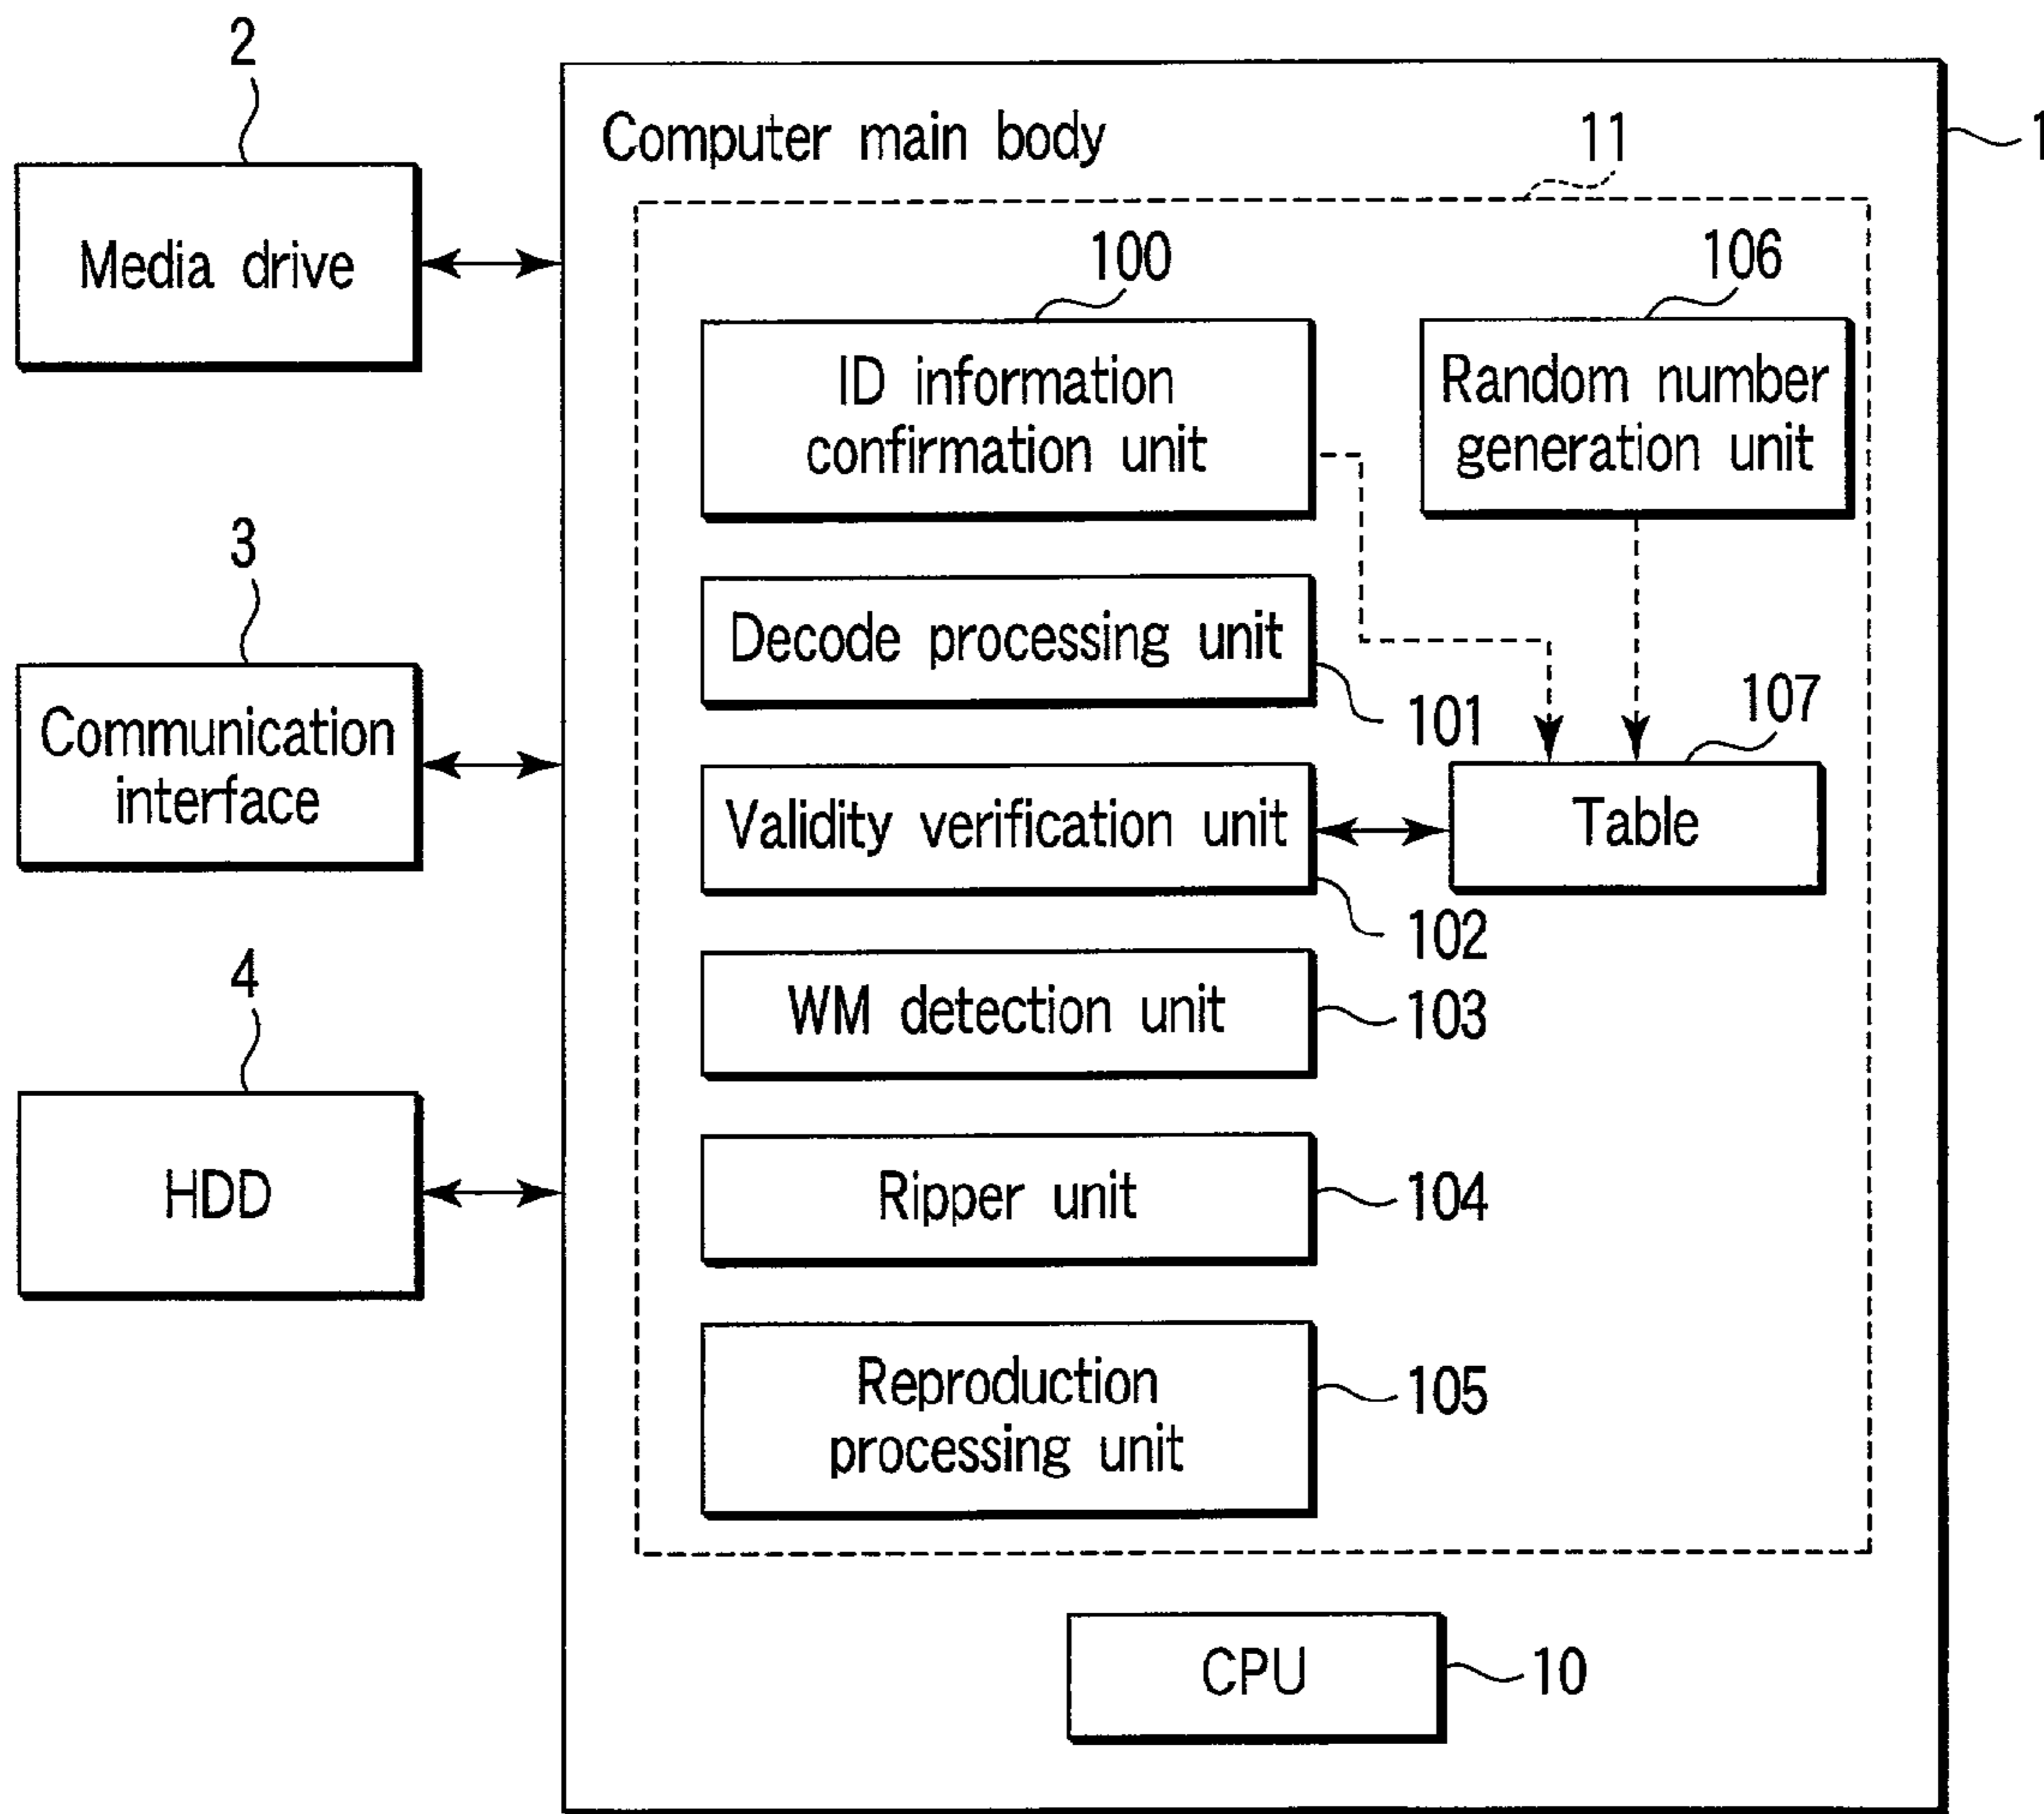 2
Media drive
3
Communication
interface
4
HDD
1
Computer main body
11
100
ID information
confirmation unit
106
Random number
generation unit
Decode processing unit
101
107
Validity verification unit
Table
102
WM detection unit
103
Ripper unit
104
Reproduction
processing unit
105
CPU
10